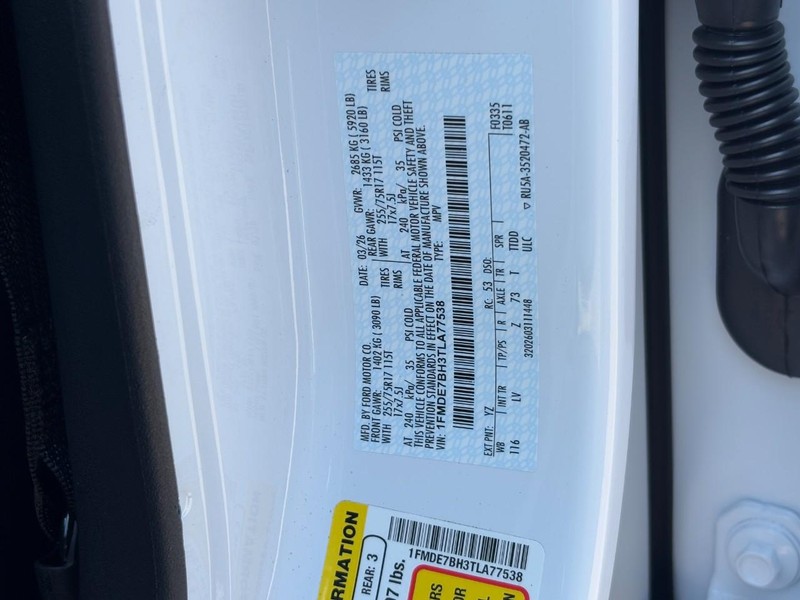 MFD. BY FORD MOTOR CO.
DATE: 03/26 GVWR: 2685 KG ( 5920 LB)
FRONT GAWR: 1402 KG ( 3090 LB) REAR GAWR: 1433 KG ( 3160 LB)
WITH 255/75R17 115T TIRES WITH 255/75R17 115T TIRES
17x7.5J RIMS 17x7.5J RIMS
AT 240 kPa/ 35 PSI COLD AT 240 kPa/ 35 PSI COLD
THIS VEHICLE CONFORMS TO ALL APPLICABLE FEDERAL MOTOR VEHICLE SAFETY AND THEFT
PREVENTION STANDARDS IN EFFECT ON THE DATE OF MANUFACTURE SHOWN ABOVE.
VIN: 1FMDE7BH3TLA77538 TYPE: MPV
EXT PNT: YZ RC: 53 DSO: F0335
WB INT TR TP/PS R AXLE TR SPR T0611
116 LV Z 73 T TTDD
ULC ▽ RU5A-3520472-AB
3202603111448
RMATION
REAR: 3
07 lbs.
1FMDE7BH3TLA77538